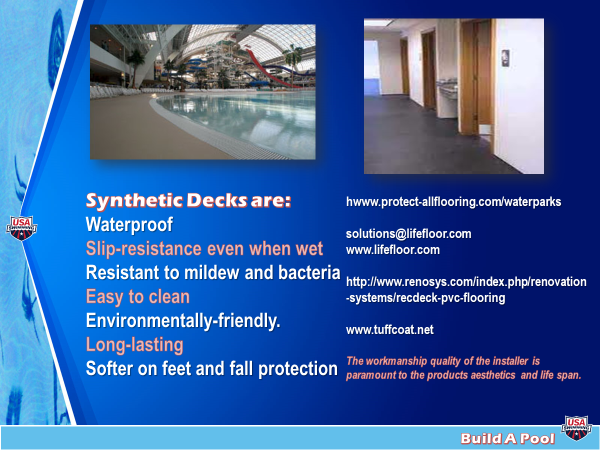 Synthetic Decks are:
Waterproof
Slip-resistance even when wet
Resistant to mildew and bacteria
Easy to clean
Environmentally-friendly.
Long-lasting
Softer on feet and fall protection
hwww.protect-allflooring.com/waterparks
solutions@lifefloor.com
www.lifefloor.com
http://www.renosys.com/index.php/renovation
-systems/recdeck-pvc-flooring
www.tuffcoat.net
The workmanship quality of the installer is
paramount to the products aesthetics and life span.
USA
SWIMMING
Build A Pool
USA
SWIMMING